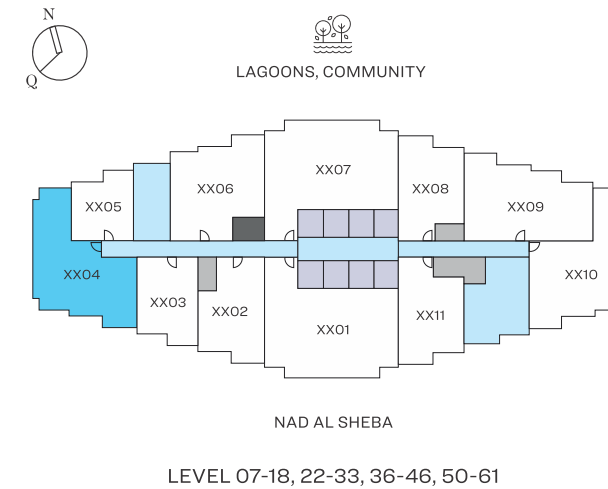 N
Q
LAGOONS, COMMUNITY
XX07
XX06
XX08
XX05
XX09
XX04
XX10
XX03
XX02
XX11
XX01
NAD AL SHEBA
LEVEL 07-18, 22-33, 36-46, 50-61